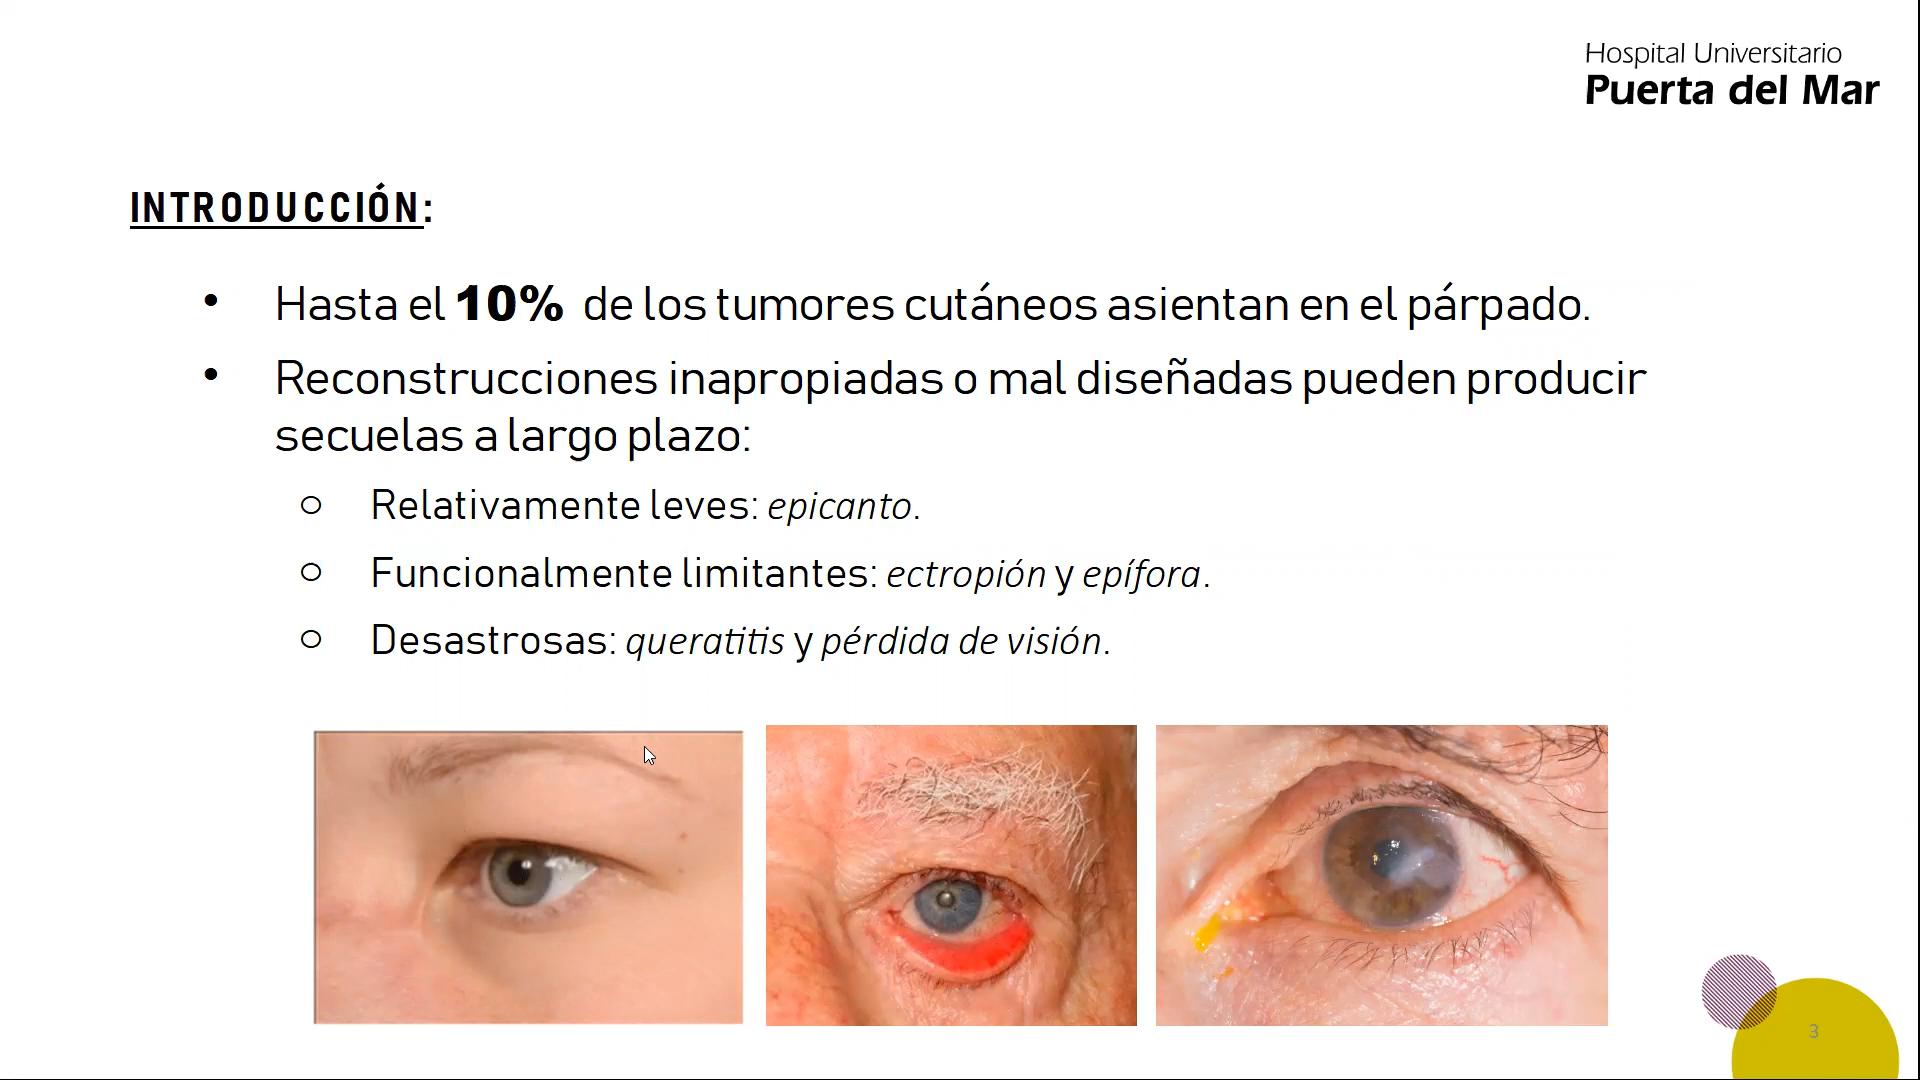 Hospital Universitario
Puerta del Mar
INTRODUCCIÓN:
• Hasta el 10% de los tumores cutáneos asientan en el párpado.
• Reconstrucciones inapropiadas o mal diseñadas pueden producir
secuelas a largo plazo:
o Relativamente leves: epicanto.
o Funcionalmente limitantes: ectropión y epífora.
o Desastrosas: queratitis y pérdida de visión.
3